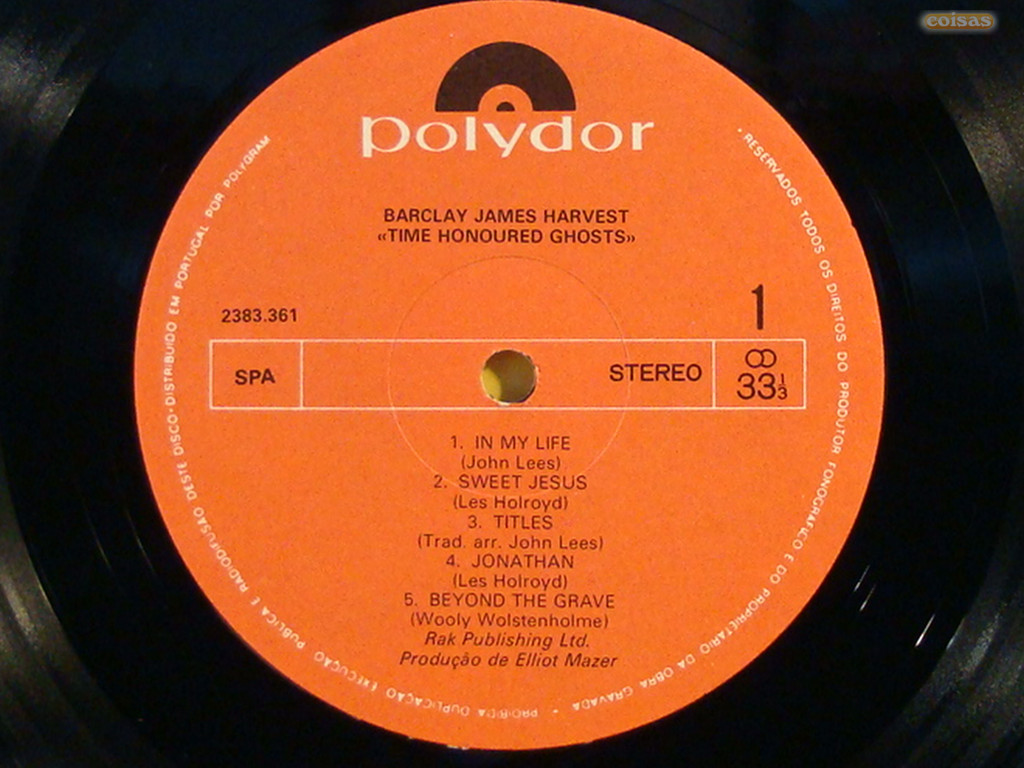 coisas
polydor
BARCLAY JAMES HARVEST
«TIME HONOURED GHOSTS»
2383.361
1
SPA
STEREO
33 1/3
1. IN MY LIFE
(John Lees)
2. SWEET JESUS
(Les Holroyd)
3. TITLES
(Trad. arr. John Lees)
4. JONATHAN
(Les Holroyd)
5. BEYOND THE GRAVE
(Wooly Wolstenholme)
Rak Publishing Ltd.
Produção de Elliot Mazer
• RESERVADOS TODOS OS DIREITOS DO PRODUTOR FONOGRÁFICO E DO PROPRIETÁRIO DA OBRA GRAVADA • PROIBIDA DUPLICAÇÃO EXECUÇÃO PUBLICA E RADIODIFUSÃO DESTE DISCO-DISTRIBUIDO EM PORTUGAL POR POLYGRAM